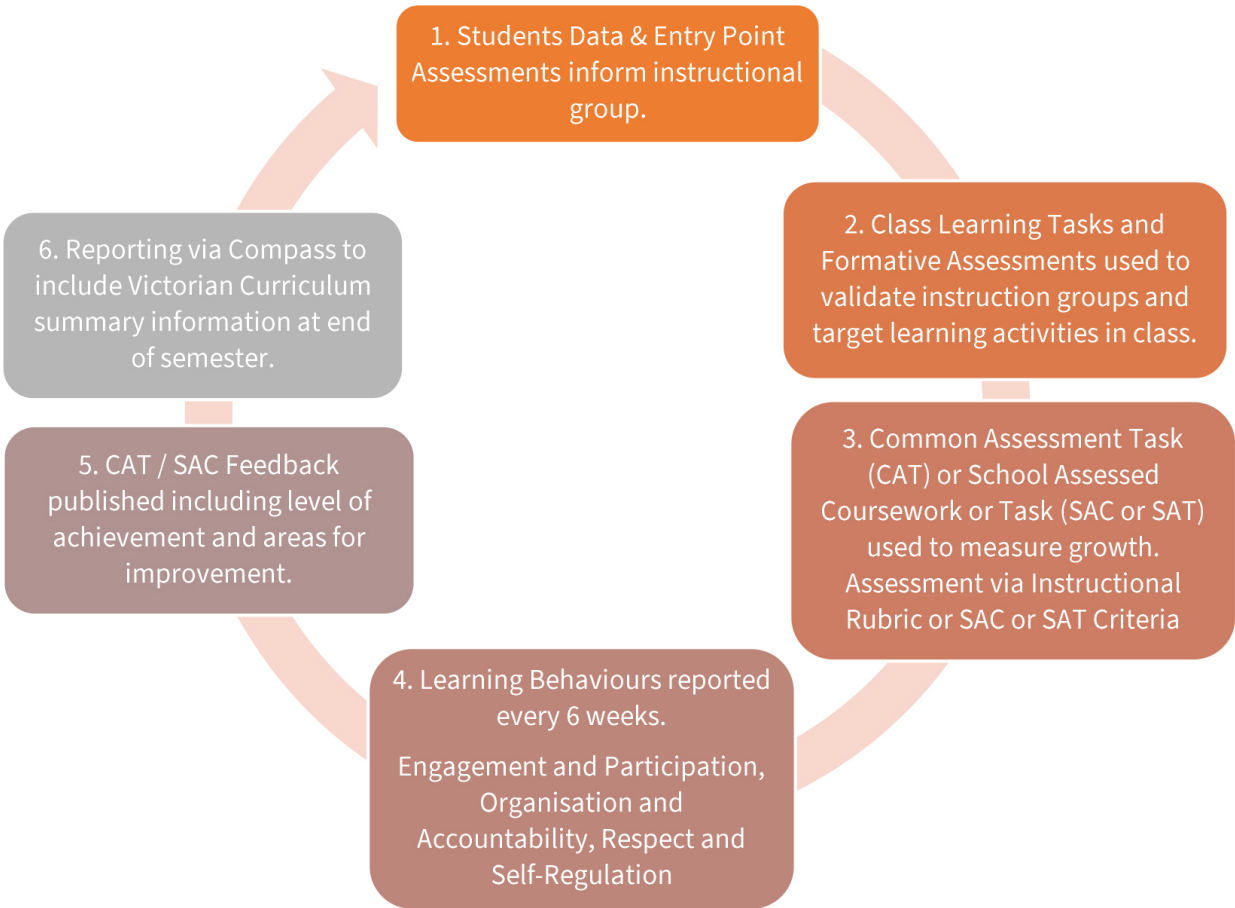 1. Students Data & Entry Point
Assessments inform instructional
group.
2. Class Learning Tasks and
Formative Assessments used to
validate instruction groups and
target learning activities in class.
3. Common Assessment Task
(CAT) or School Assessed
Coursework or Task (SAC or SAT)
used to measure growth.
Assessment via Instructional
Rubric or SAC or SAT Criteria
4. Learning Behaviours reported
every 6 weeks.
Engagement and Participation,
Organisation and
Accountability, Respect and
Self-Regulation
5. CAT / SAC Feedback
published including level of
achievement and areas for
improvement.
6. Reporting via Compass to
include Victorian Curriculum
summary information at end
of semester.